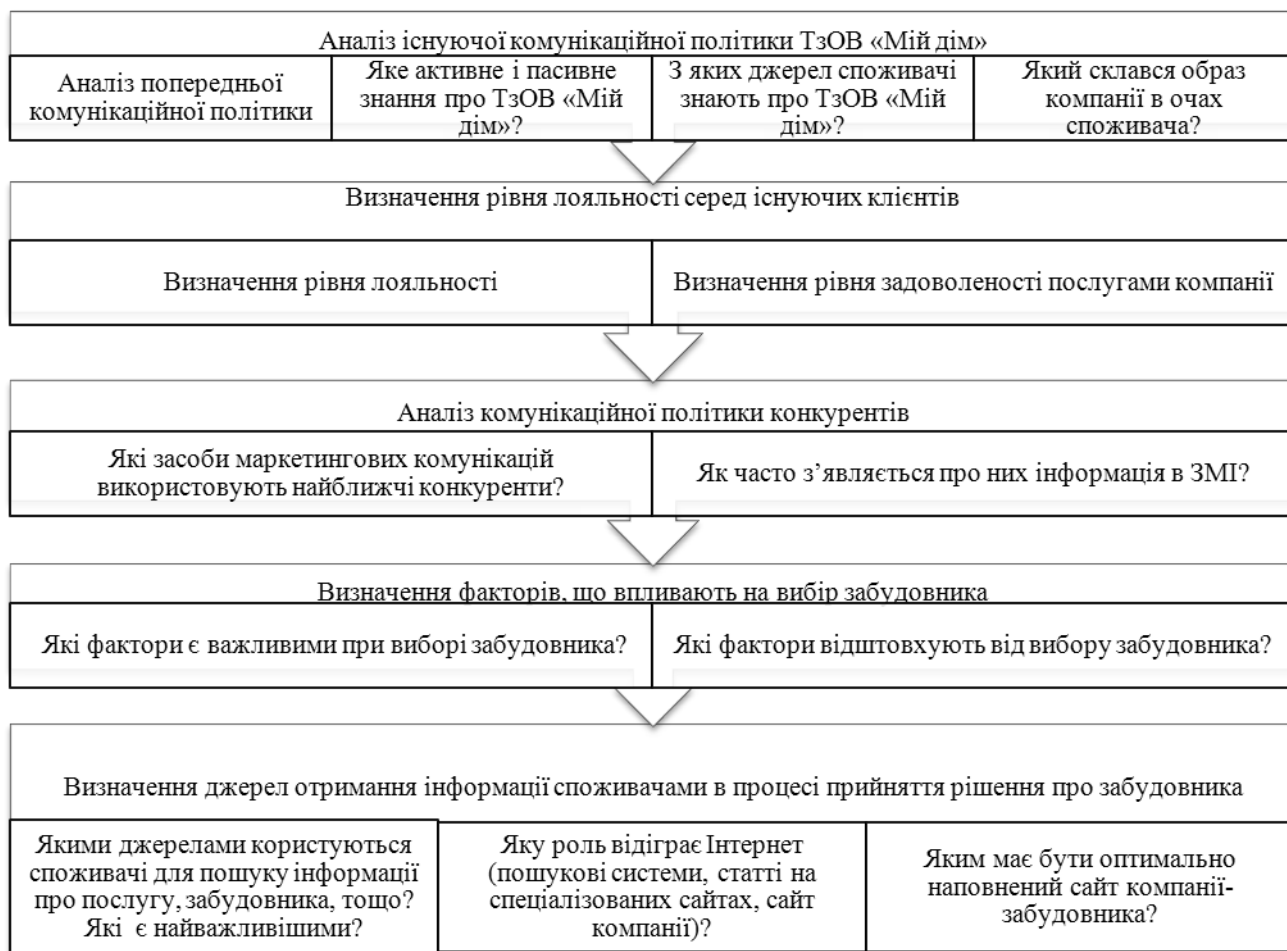 Аналіз існуючої комунікаційної політики ТзОВ «Мій дім»
Аналіз попередньої
комунікаційної політики
Яке активне і пасивне
знання про ТзОВ «Мій
дім»?
З яких джерел споживачі
знають про ТзОВ «Мій
дім»?
Який склався образ
компанії в очах
споживача?
Визначення рівня лояльності серед існуючих клієнтів
Визначення рівня лояльності
Визначення рівня задоволеності послугами компанії
Аналіз комунікаційної політики конкурентів
Які засоби маркетингових комунікацій
використовують найближчі конкуренти?
Як часто з’являється про них інформація в ЗМІ?
Визначення факторів, що впливають на вибір забудовника
Які фактори є важливими при виборі забудовника?
Які фактори відштовхують від вибору забудовника?
Визначення джерел отримання інформації споживачами в процесі прийняття рішення про забудовника
Якими джерелами користуються
споживачі для пошуку інформації
про послугу, забудовника, тощо?
Які є найважливішими?
Яку роль відіграє Інтернет
(пошукові системи, статті на
спеціалізованих сайтах, сайт
компанії)?
Яким має бути оптимально
наповнений сайт компанії-
забудовника?